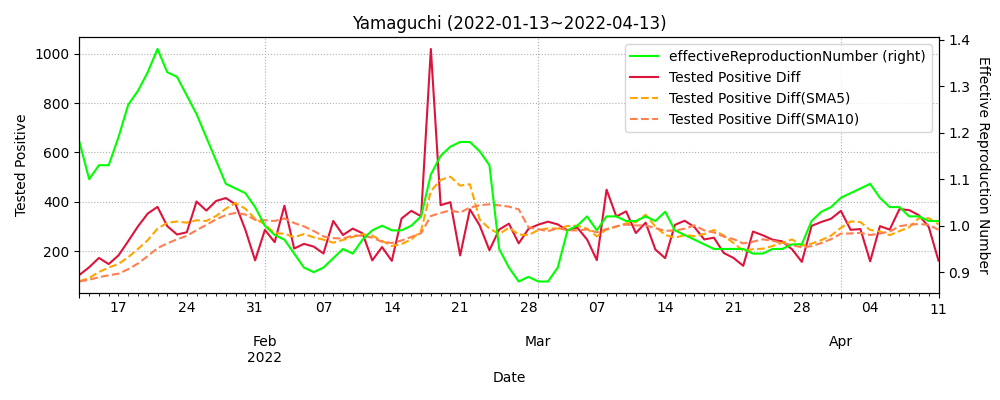 Yamaguchi (2022-01-13~2022-04-13)
effectiveReproductionNumber (right)
Tested Positive Diff
Tested Positive Diff(SMA5)
Tested Positive Diff(SMA10)
Tested Positive
1000
800
600
400
200
Effective Reproduction Number
1.4
1.3
1.2
1.1
1.0
0.9
17 24 31 07 14 21 28 07 14 21 28 04 11
Feb Mar Apr
2022
Date